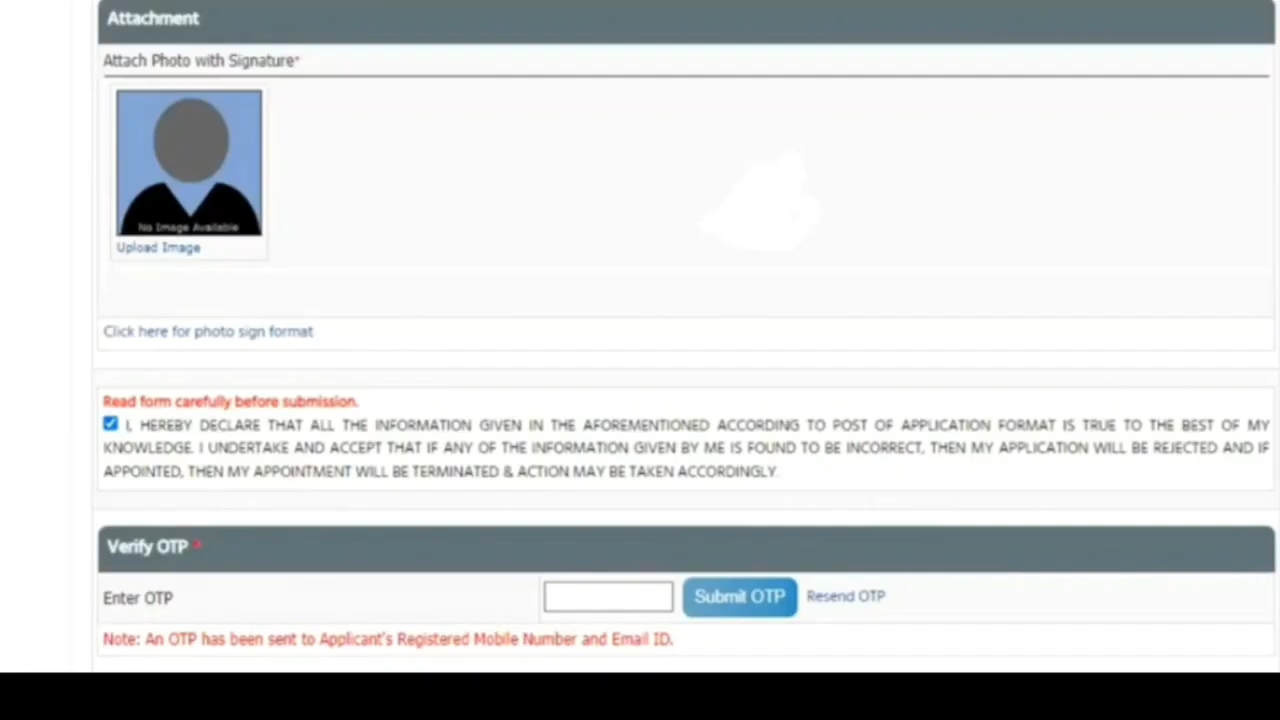 Attachment
Attach Photo with Signature*
No Image Available
Upload Image
Click here for photo sign format
Read form carefully before submission.
I, HEREBY DECLARE THAT ALL THE INFORMATION GIVEN IN THE AFOREMENTIONED ACCORDING TO POST OF APPLICATION FORMAT IS TRUE TO THE BEST OF MY
KNOWLEDGE. I UNDERTAKE AND ACCEPT THAT IF ANY OF THE INFORMATION GIVEN BY ME IS FOUND TO BE INCORRECT, THEN MY APPLICATION WILL BE REJECTED AND IF
APPOINTED, THEN MY APPOINTMENT WILL BE TERMINATED & ACTION MAY BE TAKEN ACCORDINGLY.
Verify OTP *
Enter OTP Submit OTP Resend OTP
Note: An OTP has been sent to Applicant's Registered Mobile Number and Email ID.